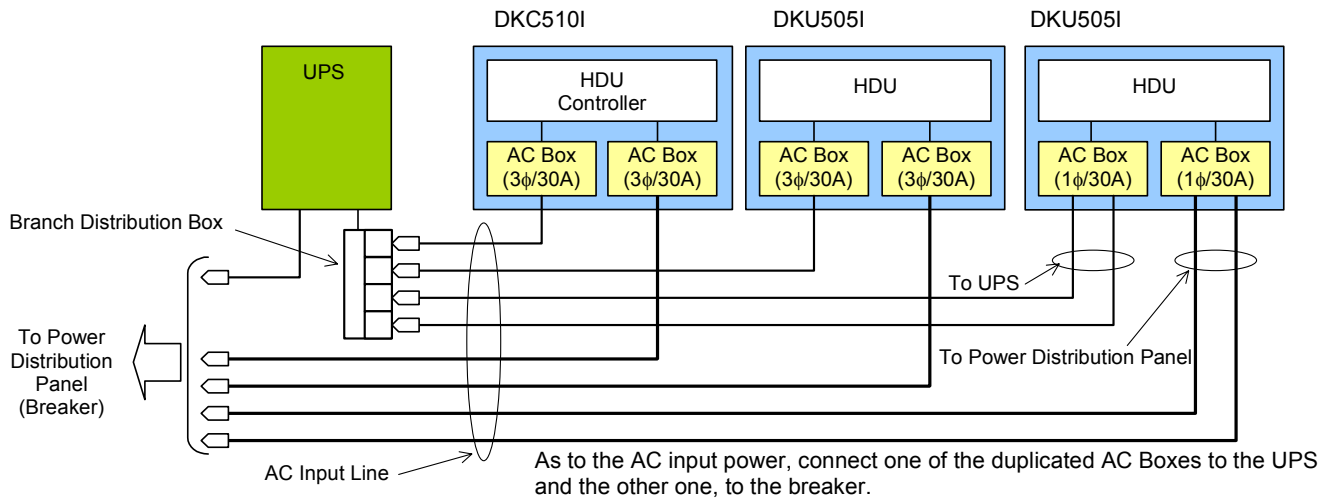 DKC510I
DKU505I
DKU505I
UPS
HDU
Controller
HDU
HDU
AC Box
(3ϕ/30A)
AC Box
(3ϕ/30A)
AC Box
(3ϕ/30A)
AC Box
(3ϕ/30A)
AC Box
(1ϕ/30A)
AC Box
(1ϕ/30A)
Branch Distribution Box
To UPS
To Power
Distribution
Panel
(Breaker)
To Power Distribution Panel
AC Input Line
As to the AC input power, connect one of the duplicated AC Boxes to the UPS
and the other one, to the breaker.